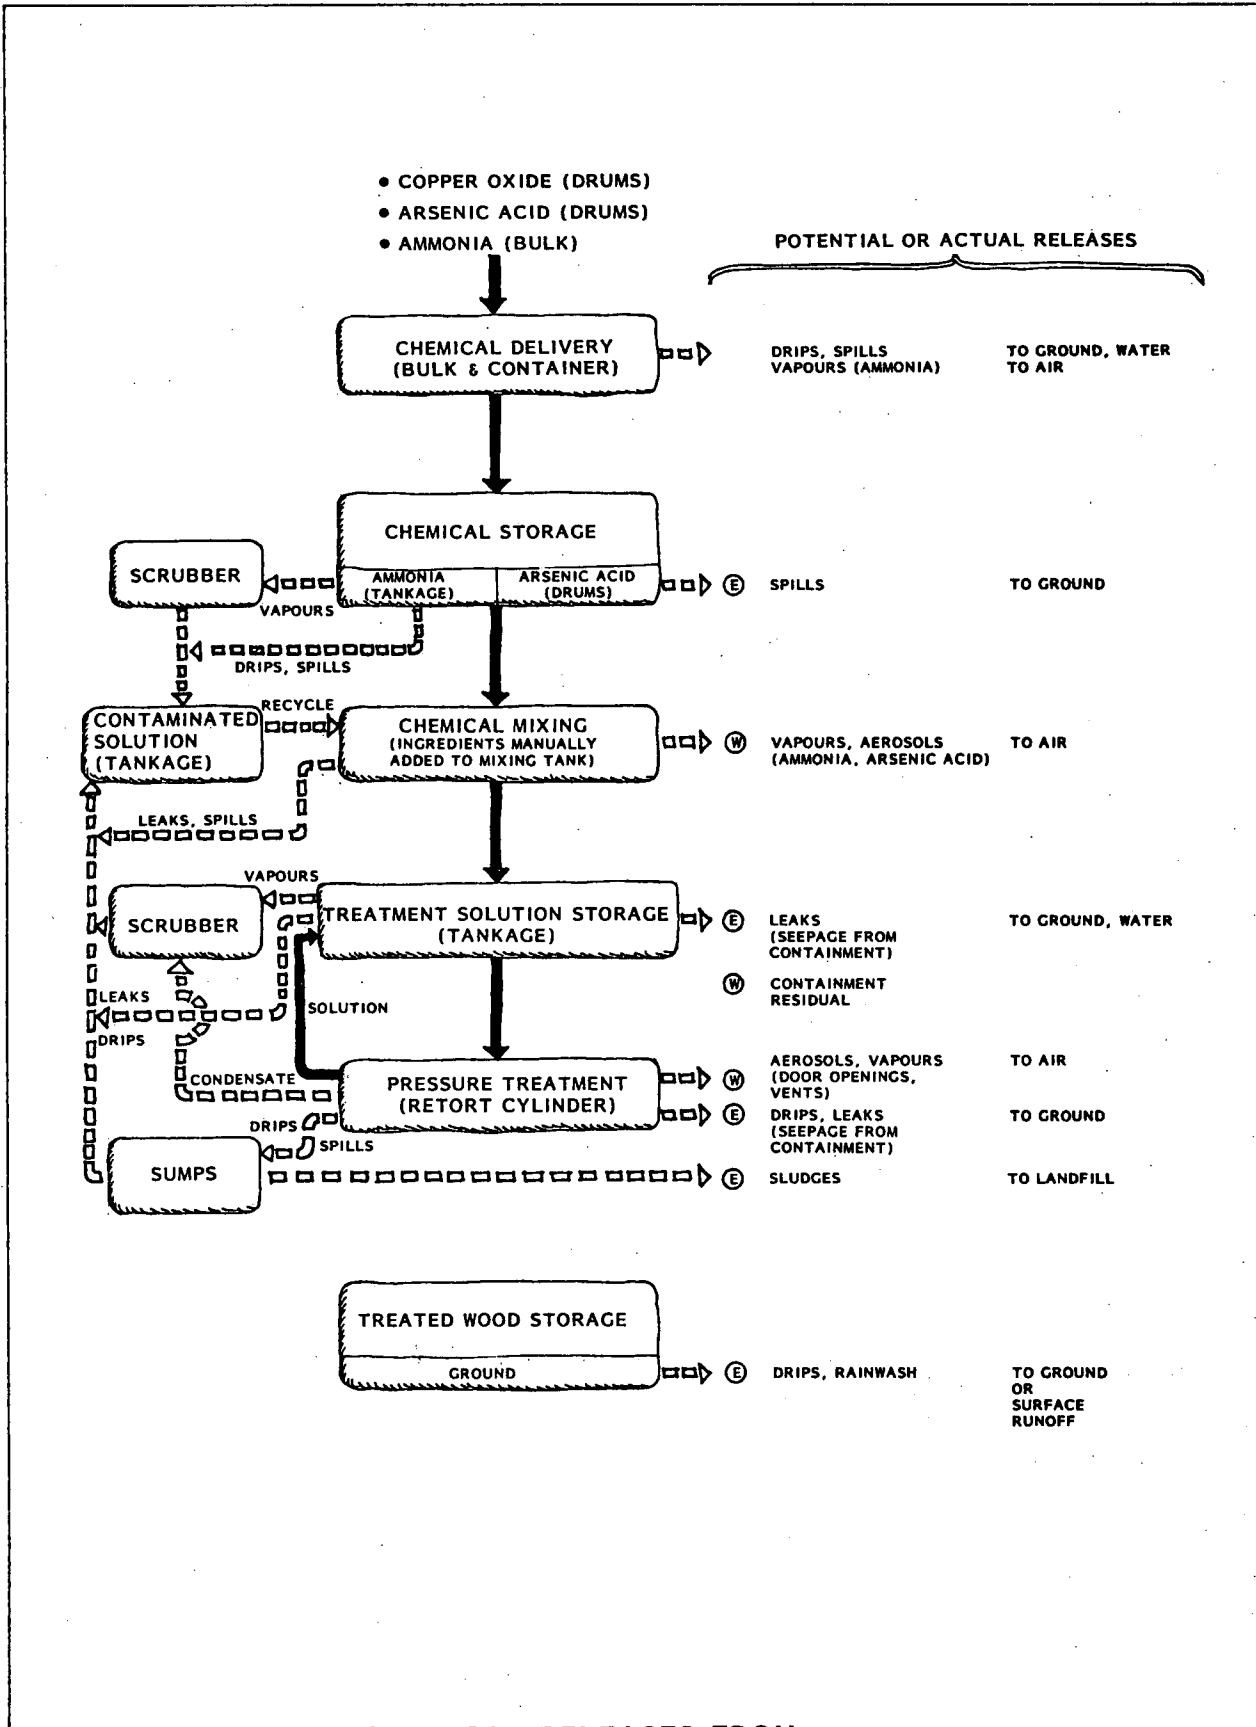 • COPPER OXIDE (DRUMS)
• ARSENIC ACID (DRUMS)
• AMMONIA (BULK)
POTENTIAL OR ACTUAL RELEASES
CHEMICAL DELIVERY
(BULK & CONTAINER)
DRIPS, SPILLS TO GROUND, WATER
VAPOURS (AMMONIA) TO AIR
CHEMICAL STORAGE
AMMONIA
(TANKAGE)
ARSENIC ACID
(DRUMS)
E SPILLS TO GROUND
SCRUBBER
VAPOURS
DRIPS, SPILLS
CONTAMINATED
SOLUTION
(TANKAGE)
RECYCLE
CHEMICAL MIXING
(INGREDIENTS MANUALLY
ADDED TO MIXING TANK)
W VAPOURS, AEROSOLS TO AIR
(AMMONIA, ARSENIC ACID)
LEAKS, SPILLS
VAPOURS
SCRUBBER
TREATMENT SOLUTION STORAGE
(TANKAGE)
E LEAKS TO GROUND, WATER
(SEEPAGE FROM
CONTAINMENT)
W CONTAINMENT
RESIDUAL
LEAKS
DRIPS
SOLUTION
CONDENSATE
PRESSURE TREATMENT
(RETORT CYLINDER)
W AEROSOLS, VAPOURS TO AIR
(DOOR OPENINGS,
VENTS)
E DRIPS, LEAKS TO GROUND
(SEEPAGE FROM
CONTAINMENT)
DRIPS
SPILLS
SUMPS
E SLUDGES TO LANDFILL
TREATED WOOD STORAGE
GROUND
E DRIPS, RAINWASH TO GROUND
OR
SURFACE
RUNOFF